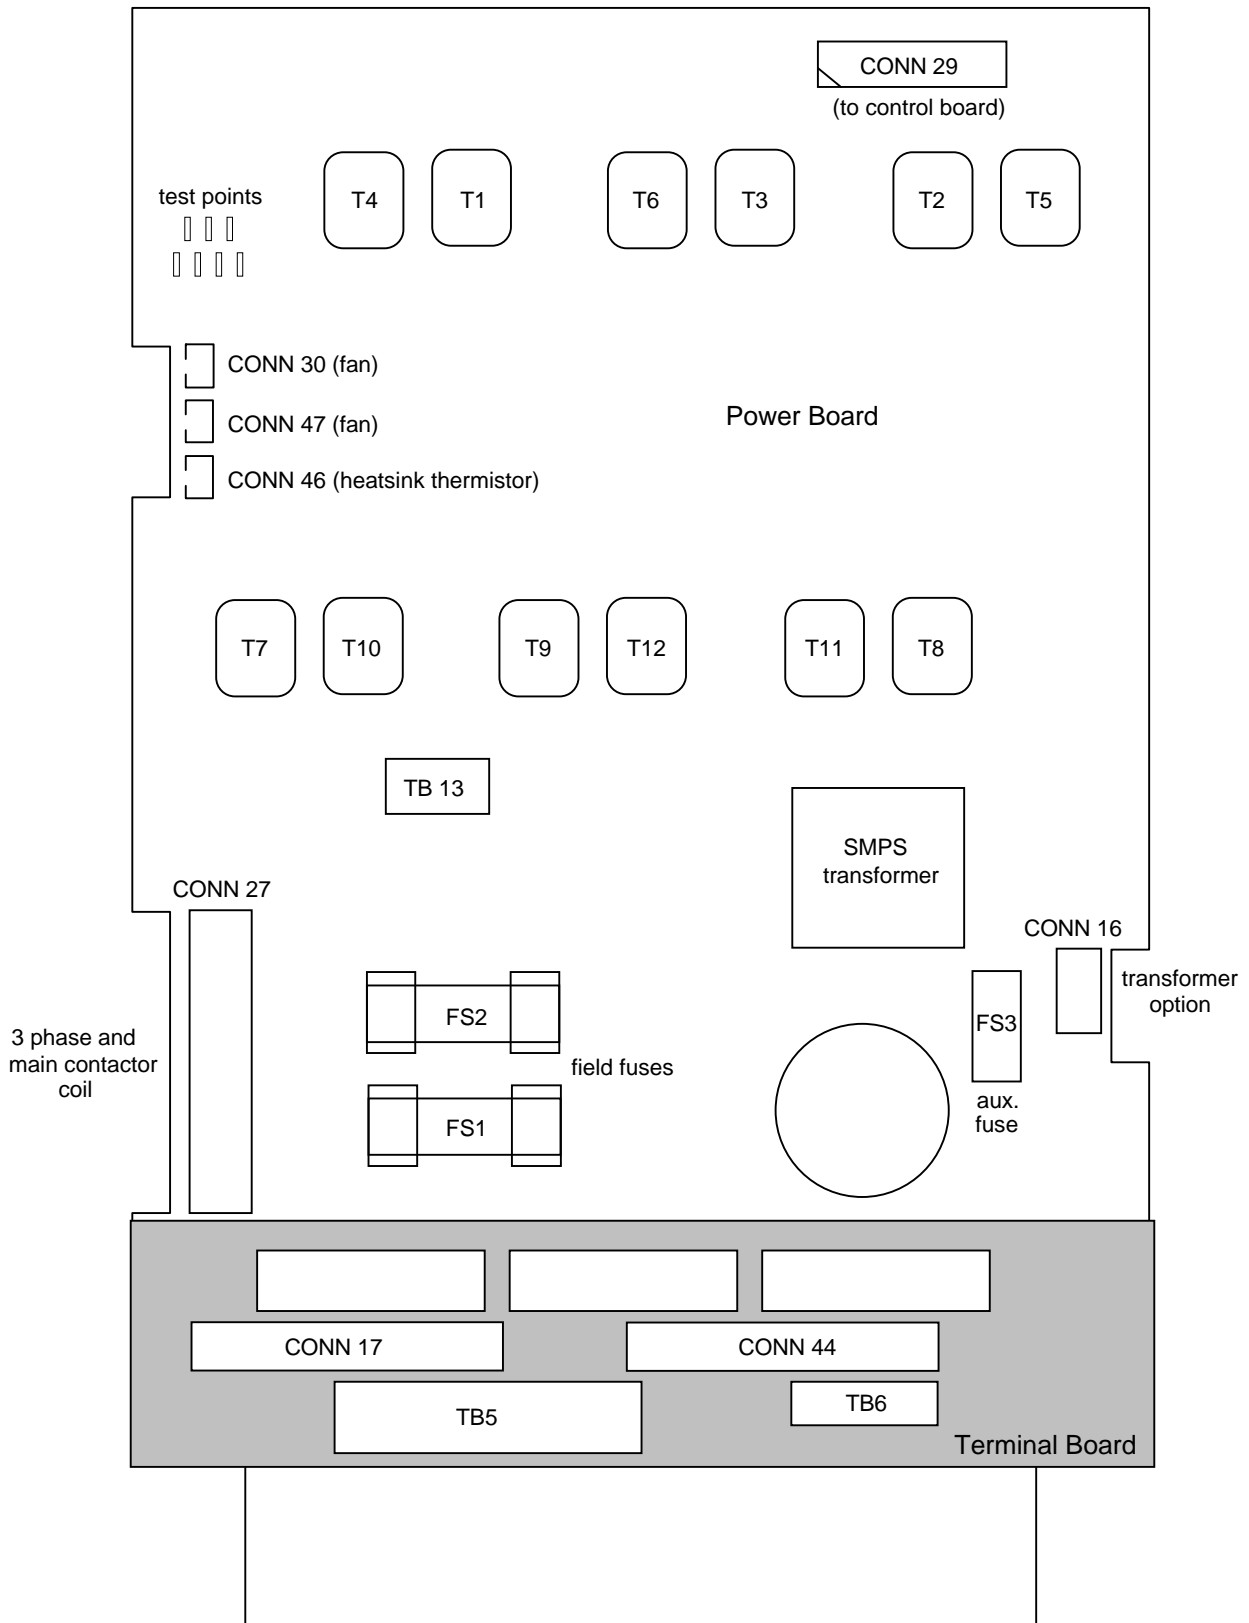 CONN 29
(to control board)
test points
T4
T1
T6
T3
T2
T5
CONN 30 (fan)
CONN 47 (fan)
CONN 46 (heatsink thermistor)
Power Board
T7
T10
T9
T12
T11
T8
TB 13
SMPS
transformer
CONN 27
CONN 16
transformer
option
3 phase and
main contactor
coil
FS2
field fuses
FS1
FS3
aux.
fuse
CONN 17
CONN 44
TB5
TB6
Terminal Board